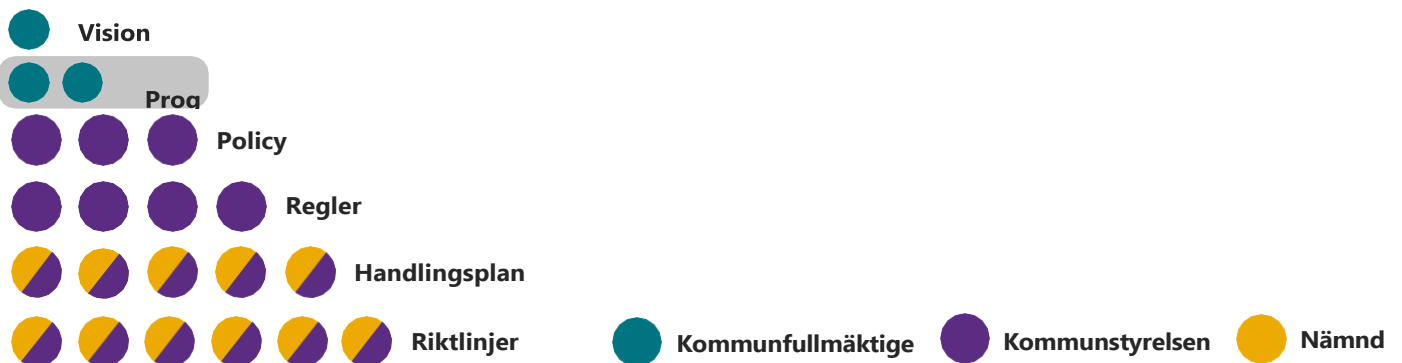 Vision
Prog
Policy
Regler
Handlingsplan
Riktlinjer
Kommunfullmäktige
Kommunstyrelsen
Nämnd